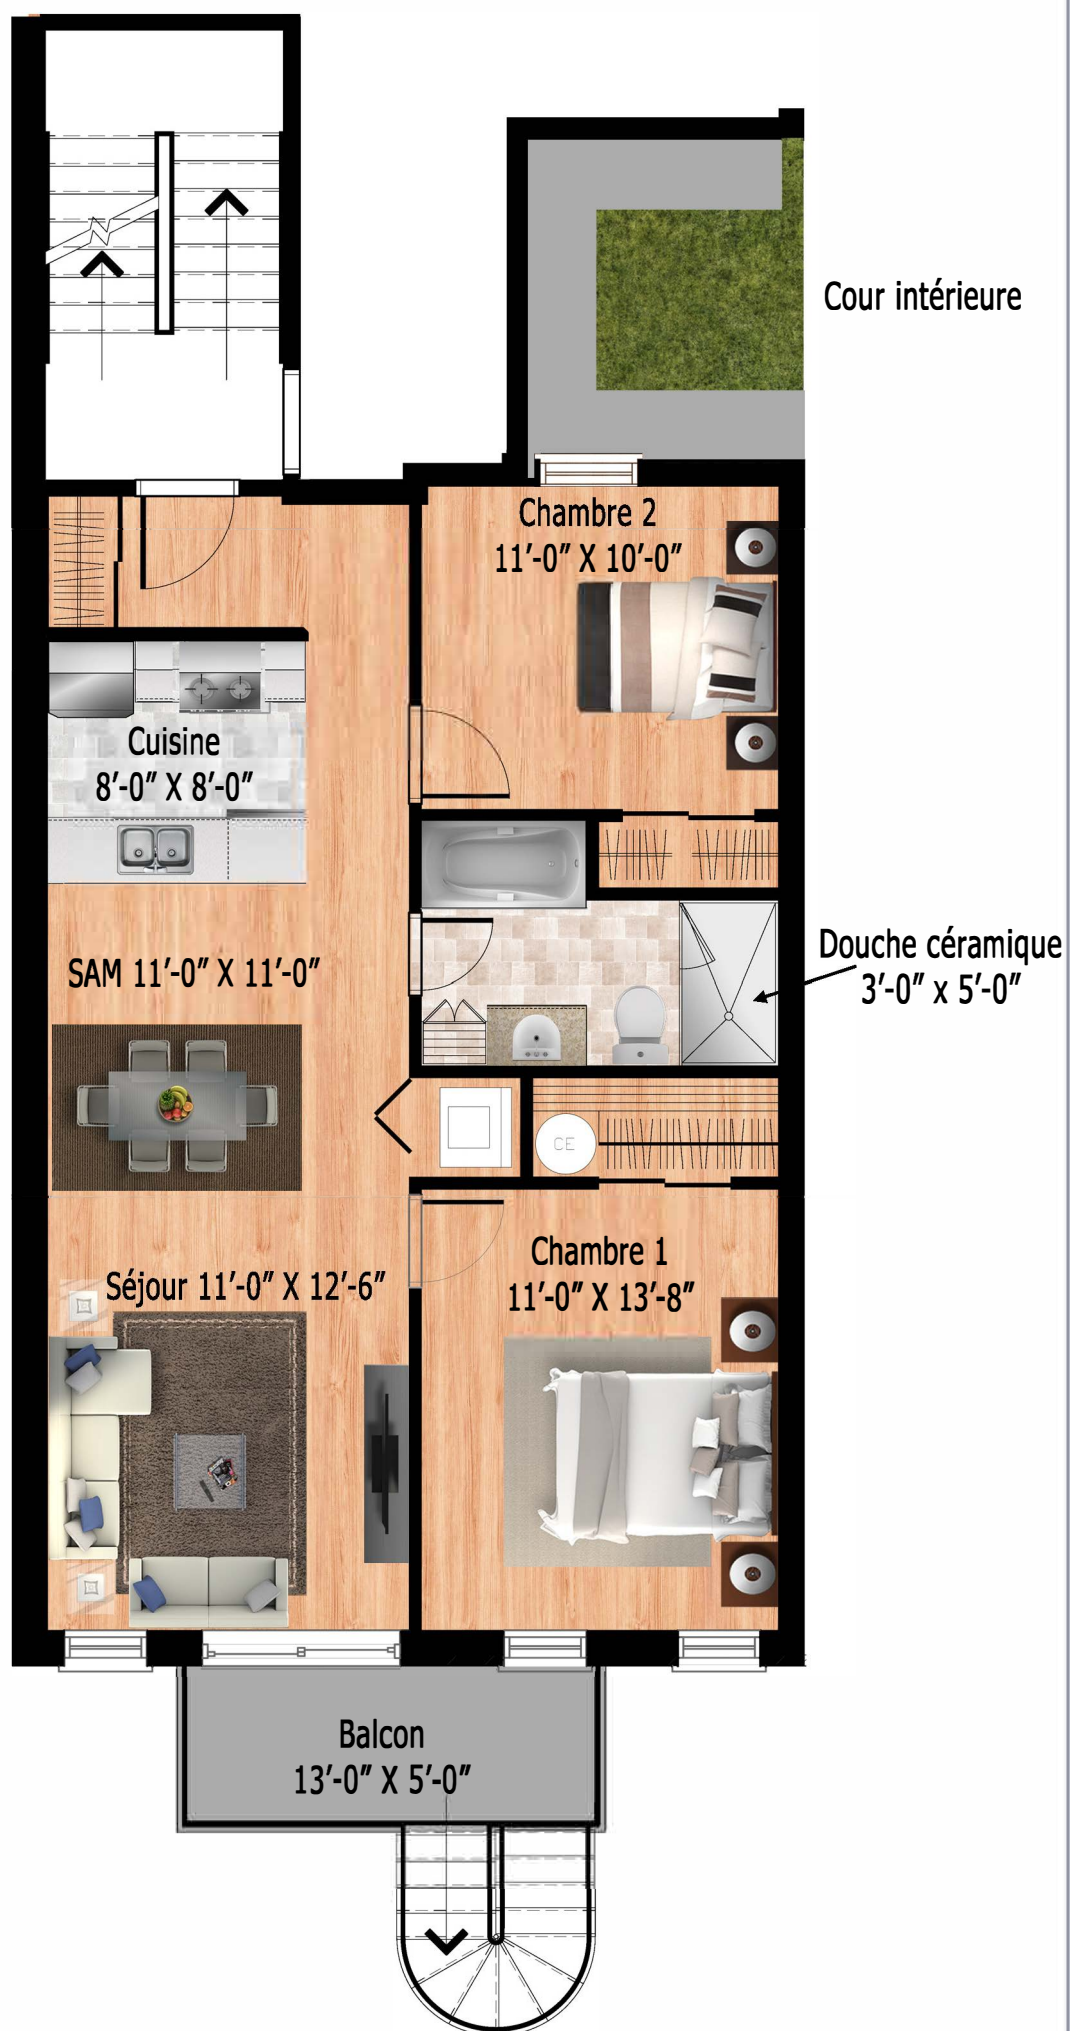 Cour intérieure
Chambre 2
11’-0” X 10’-0”
Cuisine
8’-0” X 8’-0”
SAM 11’-0” X 11’-0”
Douche céramique
3’-0” x 5’-0”
CE
Séjour 11’-0” X 12’-6”
Chambre 1
11’-0” X 13’-8”
Balcon
13’-0” X 5’-0”